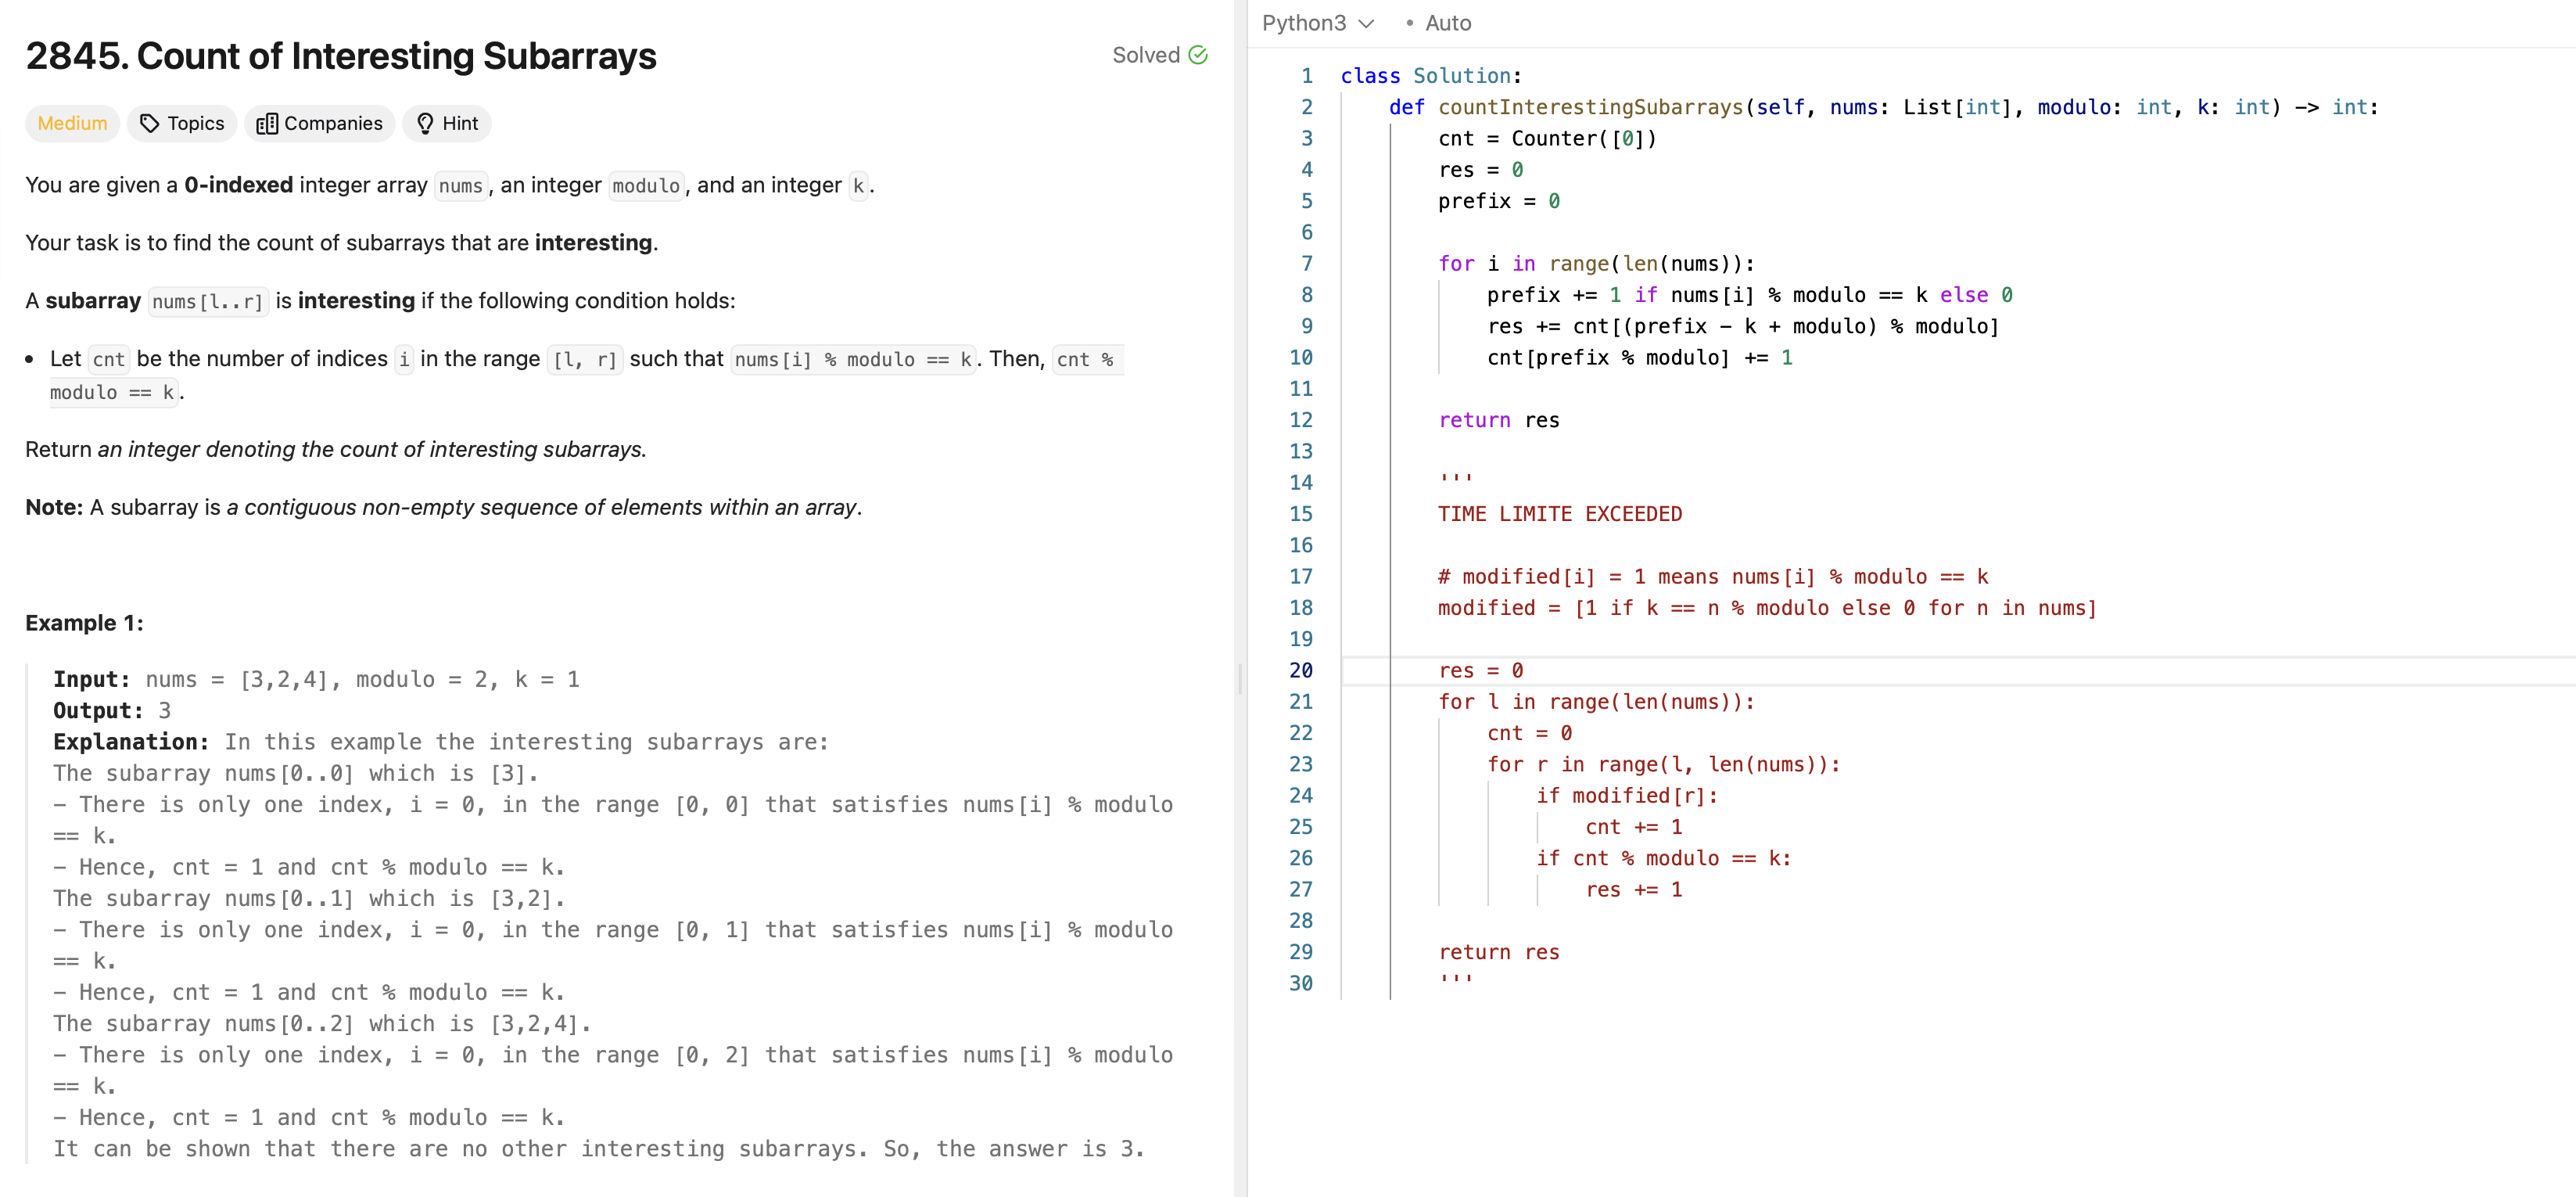 2845. Count of Interesting Subarrays
Solved
Medium Topics Companies Hint
You are given a 0-indexed integer array nums, an integer modulo, and an integer k.
Your task is to find the count of subarrays that are interesting.
A subarray nums[l..r] is interesting if the following condition holds:
• Let cnt be the number of indices i in the range [l, r] such that nums[i] % modulo == k. Then, cnt %
modulo == k.
Return an integer denoting the count of interesting subarrays.
Note: A subarray is a contiguous non-empty sequence of elements within an array.
Example 1:
Input: nums = [3,2,4], modulo = 2, k = 1
Output: 3
Explanation: In this example the interesting subarrays are:
The subarray nums[0..0] which is [3].
– There is only one index, i = 0, in the range [0, 0] that satisfies nums[i] % modulo
== k.
– Hence, cnt = 1 and cnt % modulo == k.
The subarray nums[0..1] which is [3,2].
– There is only one index, i = 0, in the range [0, 1] that satisfies nums[i] % modulo
== k.
– Hence, cnt = 1 and cnt % modulo == k.
The subarray nums[0..2] which is [3,2,4].
– There is only one index, i = 0, in the range [0, 2] that satisfies nums[i] % modulo
== k.
– Hence, cnt = 1 and cnt % modulo == k.
It can be shown that there are no other interesting subarrays. So, the answer is 3.
Python3 • Auto
1 class Solution:
2 def countInterestingSubarrays(self, nums: List[int], modulo: int, k: int) -> int:
3 cnt = Counter([0])
4 res = 0
5 prefix = 0
6
7 for i in range(len(nums)):
8 prefix += 1 if nums[i] % modulo == k else 0
9 res += cnt[(prefix - k + modulo) % modulo]
10 cnt[prefix % modulo] += 1
11
12 return res
13
14 '''
15 TIME LIMITE EXCEEDED
16
17 # modified[i] = 1 means nums[i] % modulo == k
18 modified = [1 if k == n % modulo else 0 for n in nums]
19
20 res = 0
21 for l in range(len(nums)):
22 cnt = 0
23 for r in range(l, len(nums)):
24 if modified[r]:
25 cnt += 1
26 if cnt % modulo == k:
27 res += 1
28
29 return res
30 '''